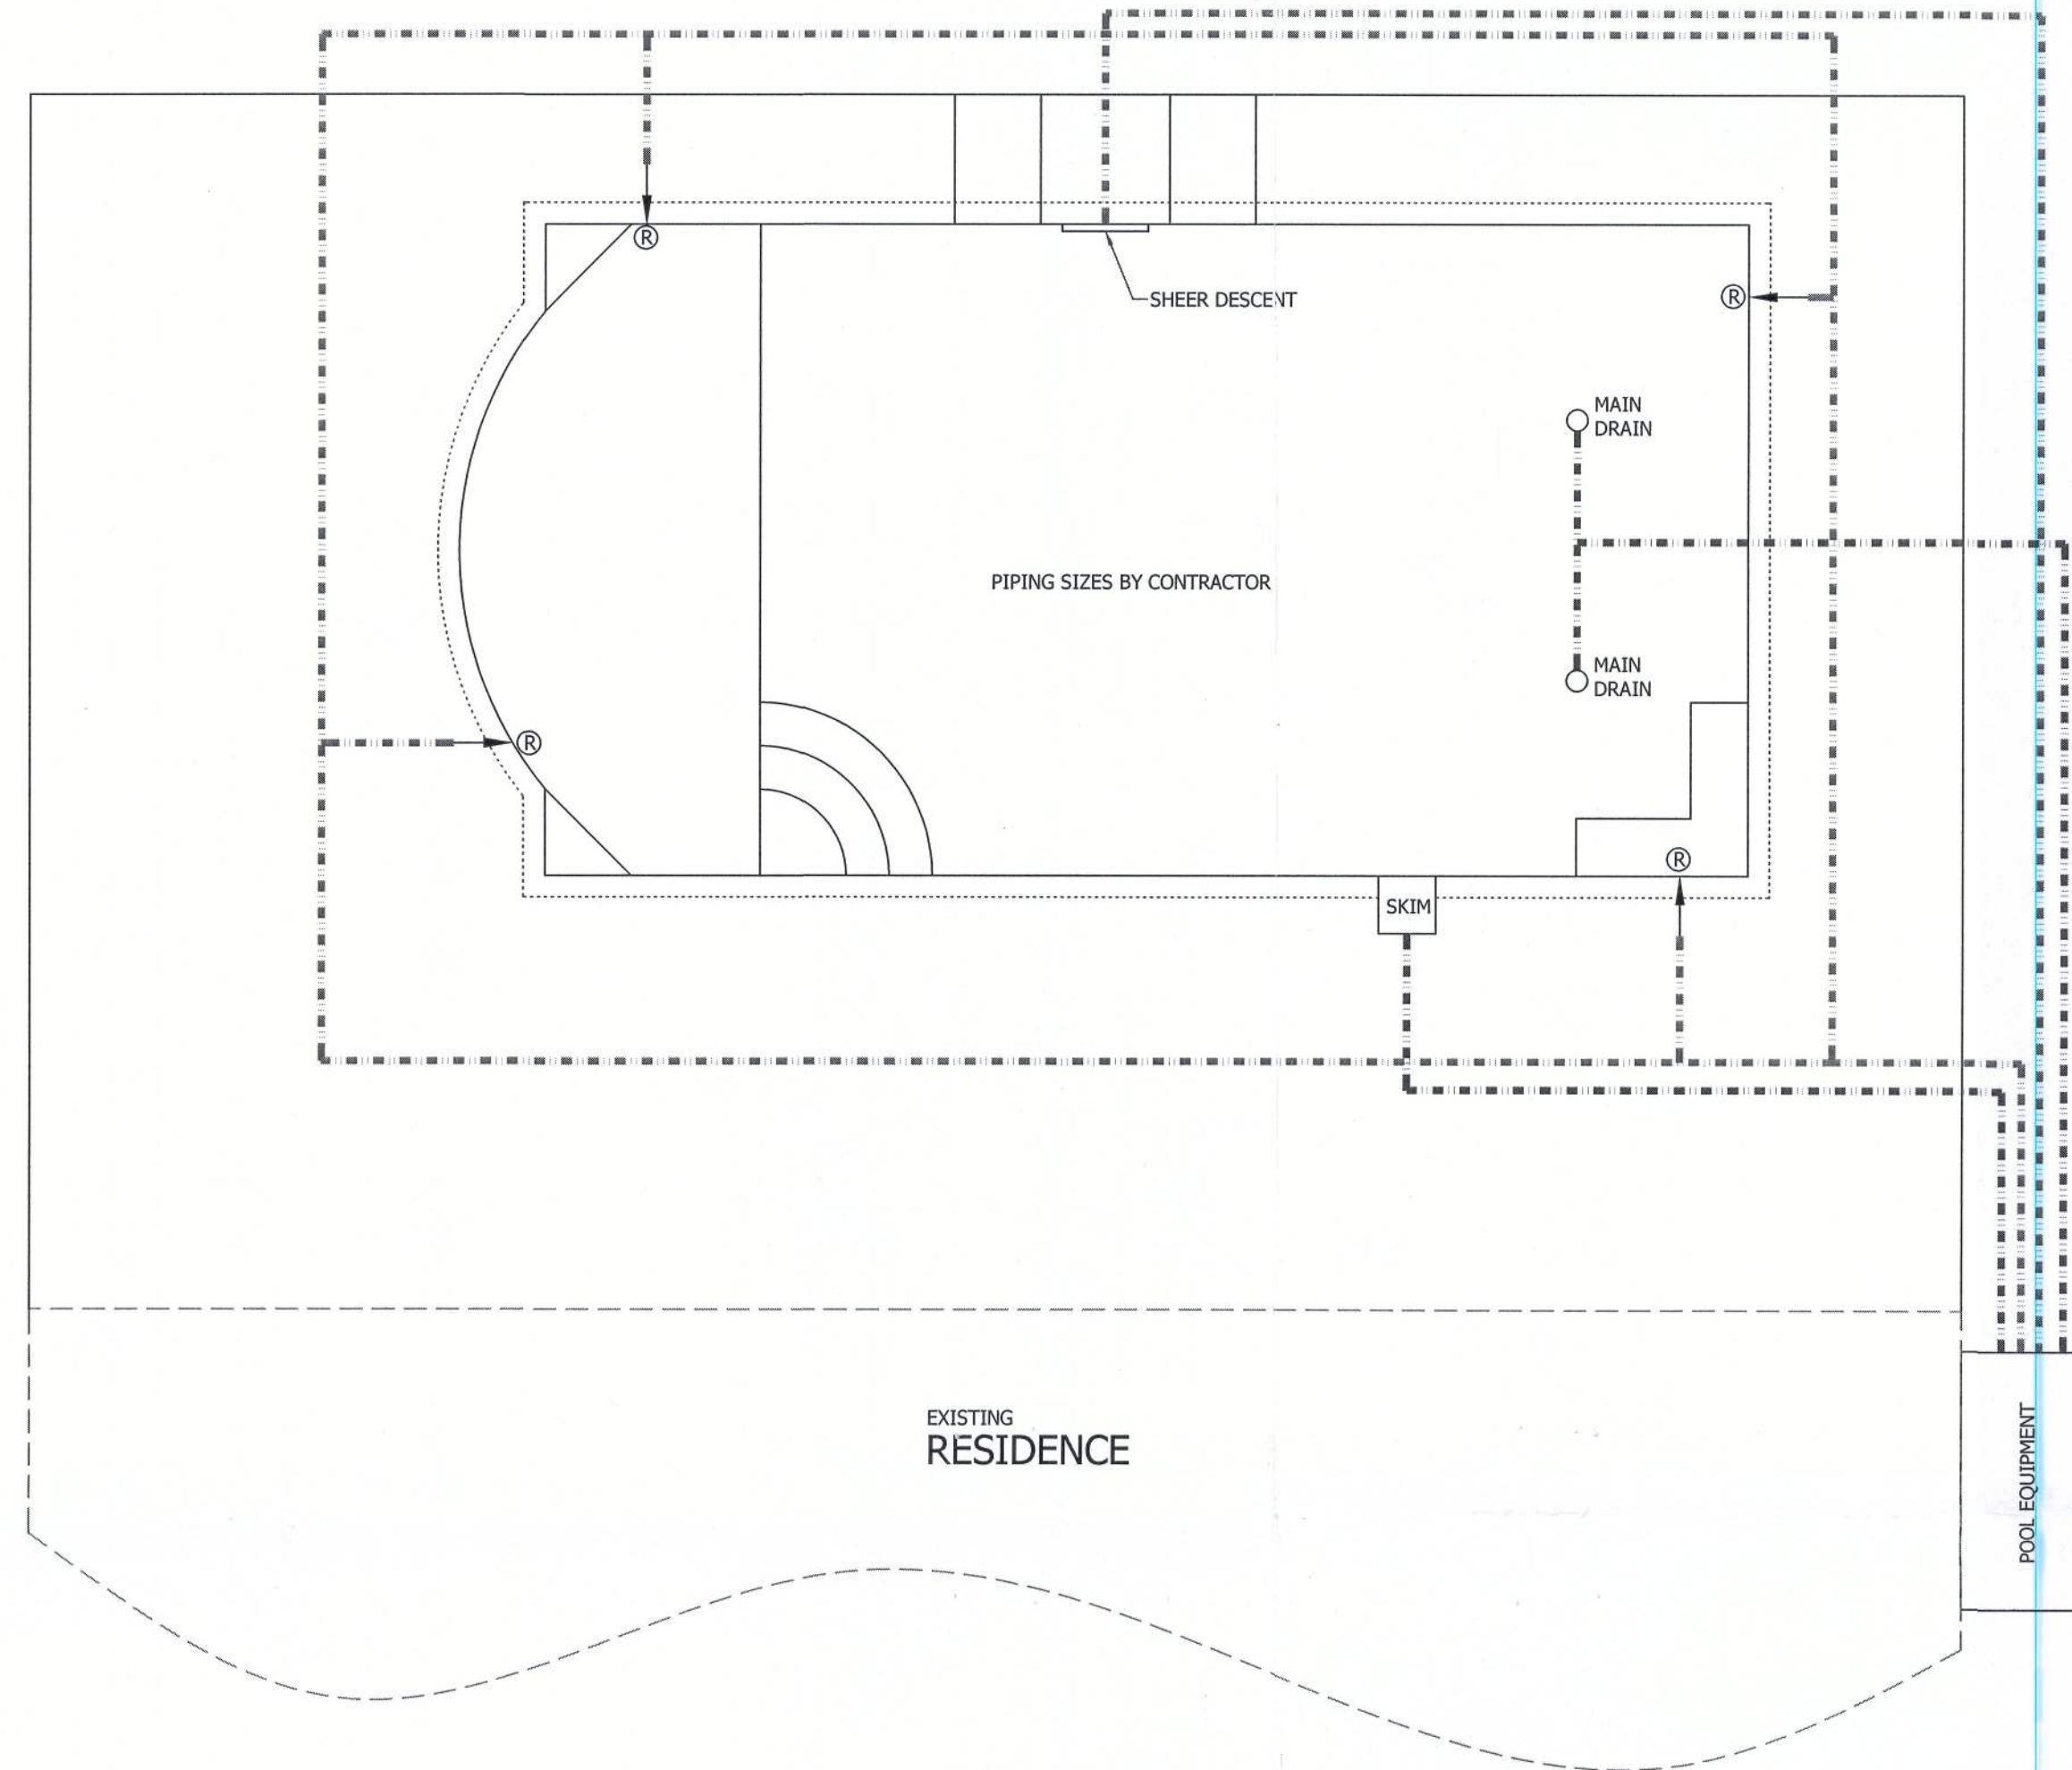 Ⓡ
SHEER DESCENT
Ⓡ
MAIN
DRAIN
PIPING SIZES BY CONTRACTOR
MAIN
DRAIN
Ⓡ
Ⓡ
SKIM
EXISTING
RESIDENCE
POOL EQUIPMENT